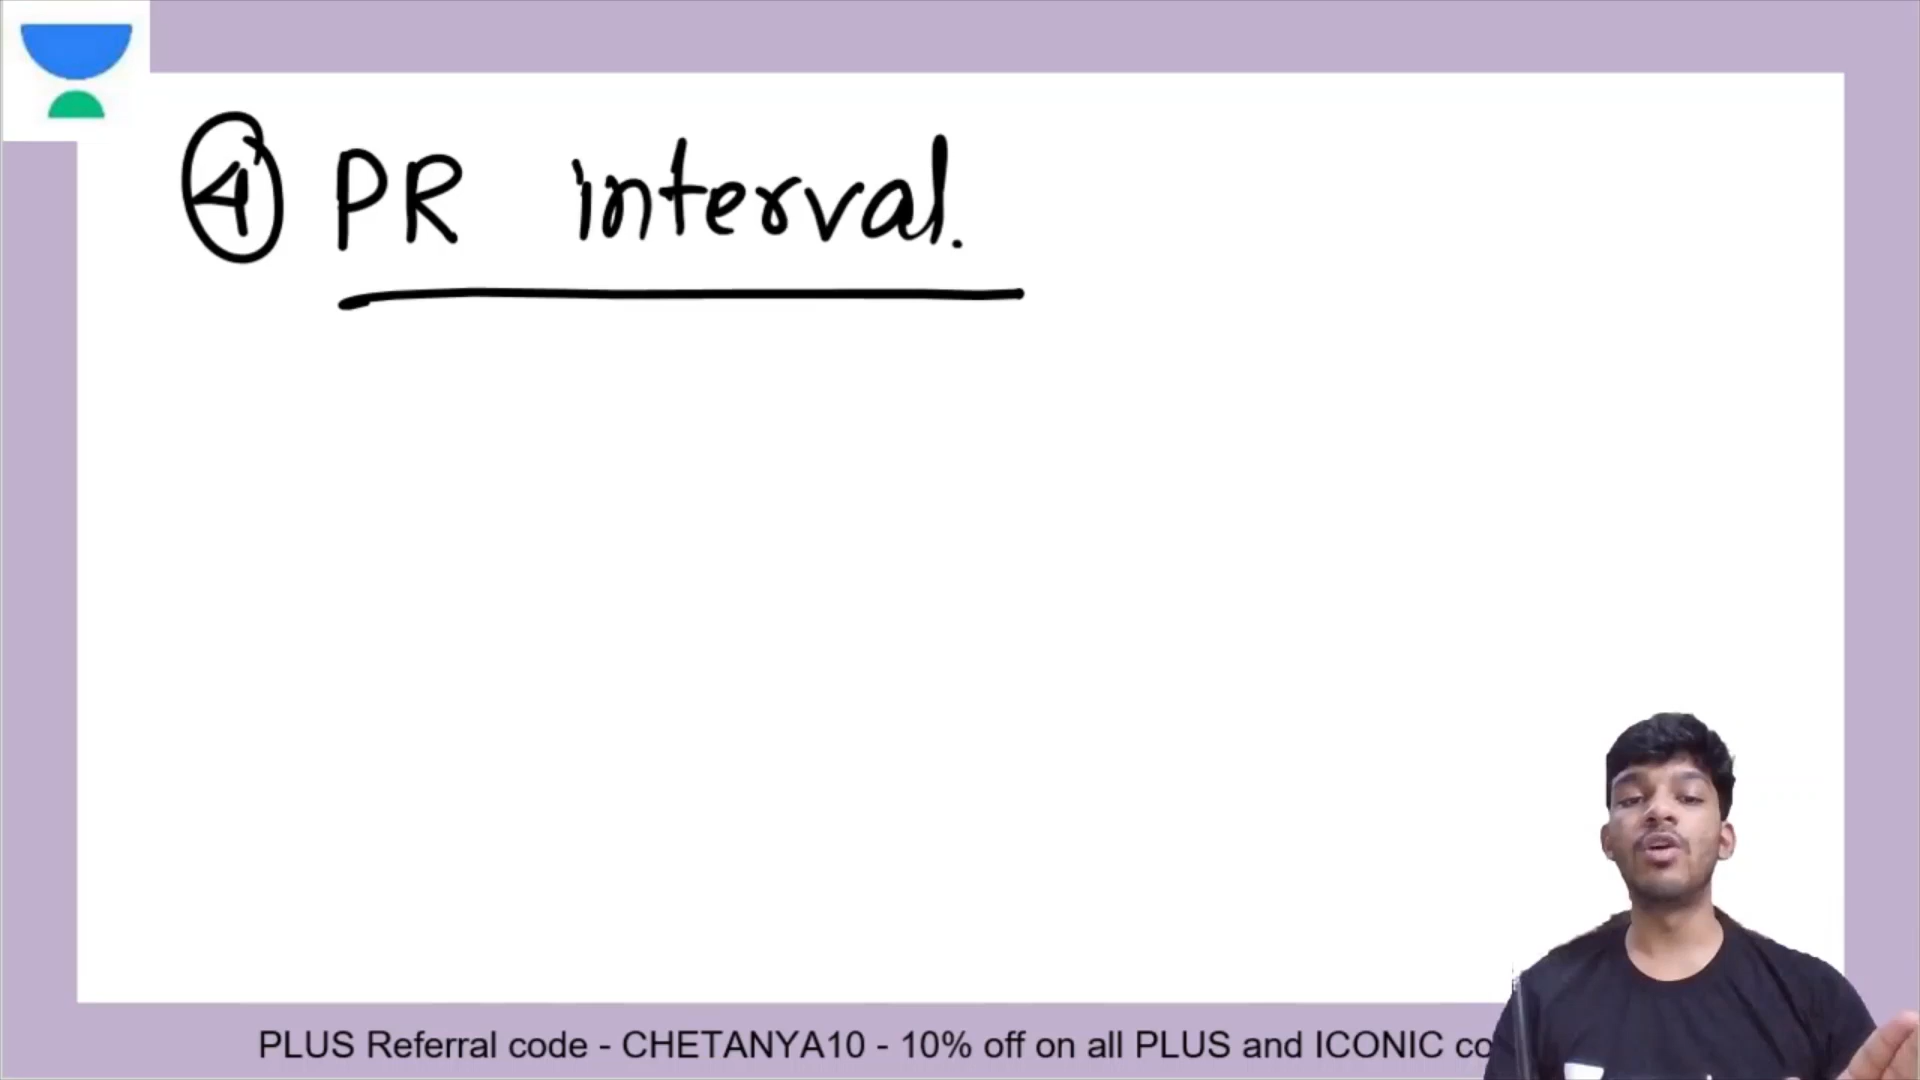 ④ PR interval.
PLUS Referral code - CHETANYA10 - 10% off on all PLUS and ICONIC co